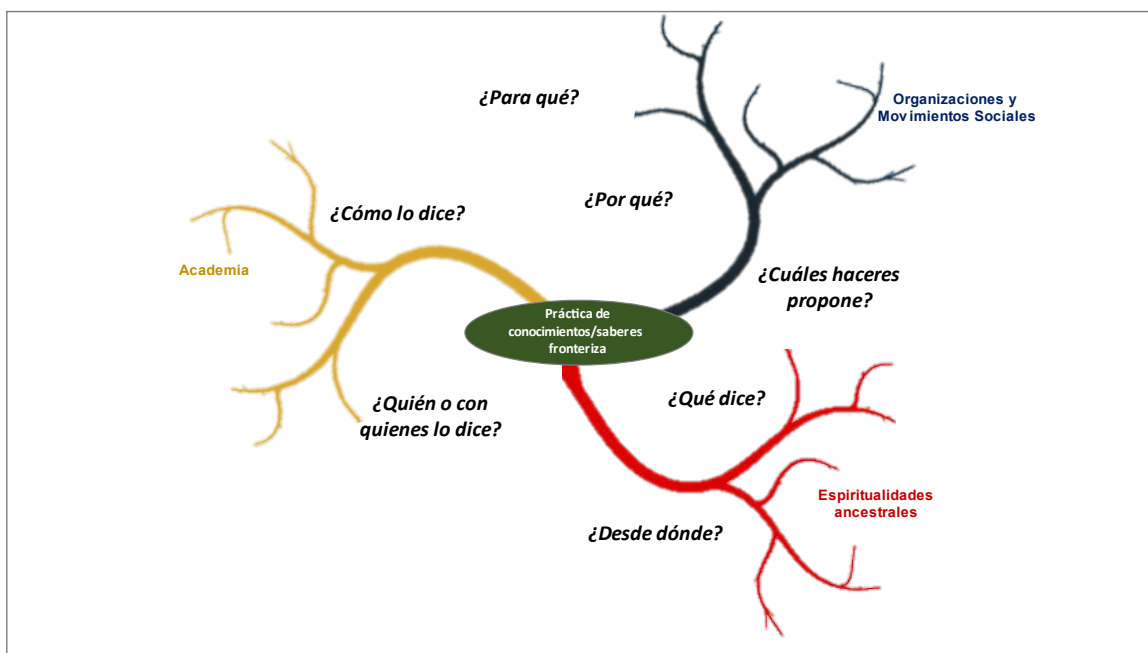 ¿Para qué?
Organizaciones y
Movimientos Sociales
¿Por qué?
¿Cómo lo dice?
Academia
¿Cuáles haceres
propone?
Práctica de
conocimientos/saberes
fronteriza
¿Quién o con
quienes lo dice?
¿Qué dice?
Espiritualidades
ancestrales
¿Desde dónde?